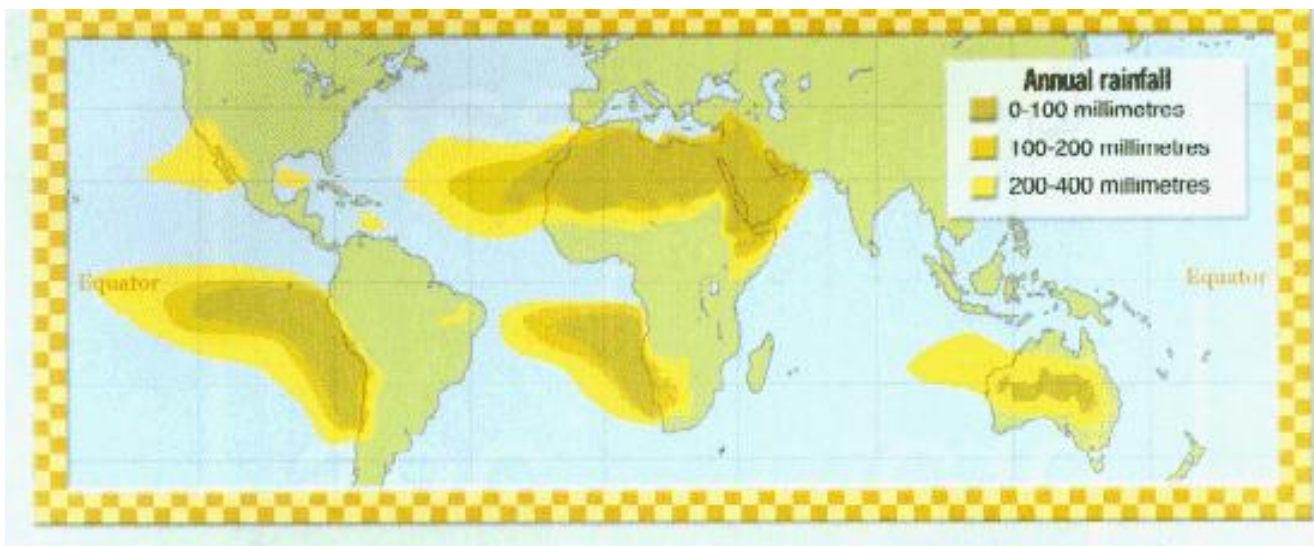 Annual rainfall
0-100 millimetres
100-200 millimetres
200-400 millimetres
Equator
Equator